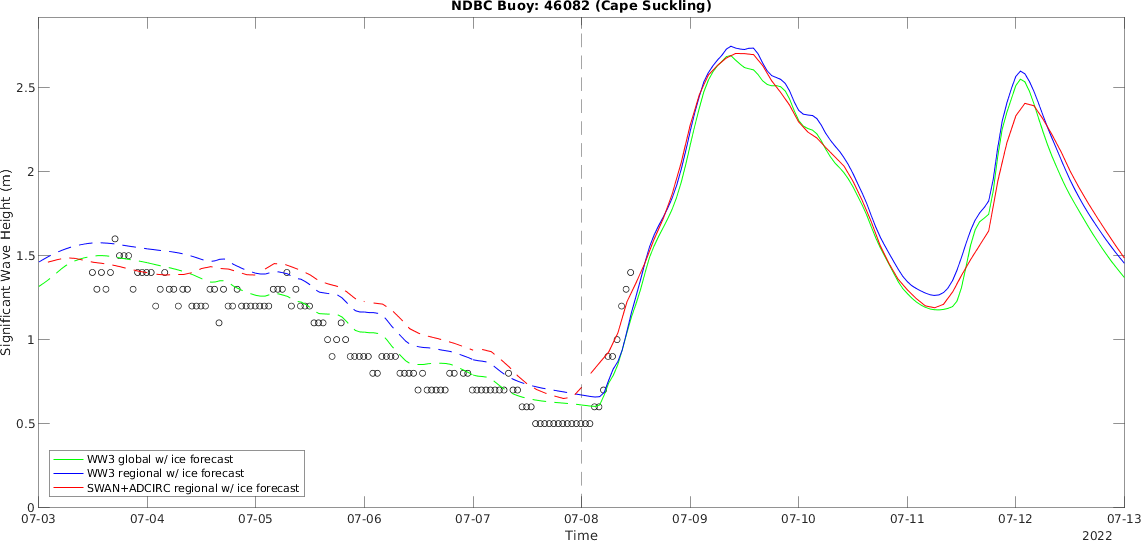 NDBC Buoy: 46082 (Cape Suckling)
Significant Wave Height (m)
2.5
2
1.5
1
0.5
0
WW3 global w/ ice forecast
WW3 regional w/ ice forecast
SWAN+ADCIRC regional w/ ice forecast
07-03 07-04 07-05 07-06 07-07 07-08 07-09 07-10 07-11 07-12 07-13
Time
2022